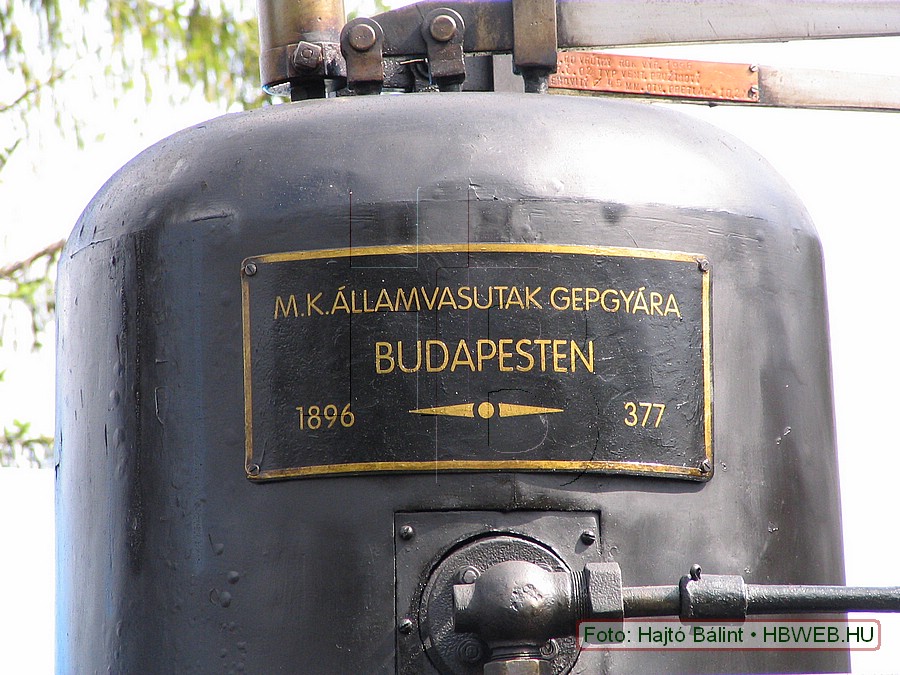 M.K.ÁLLAMVASUTAK GEPGYÁRA
BUDAPESTEN
1896 377
Foto: Hajtó Bálint • HBWEB.HU